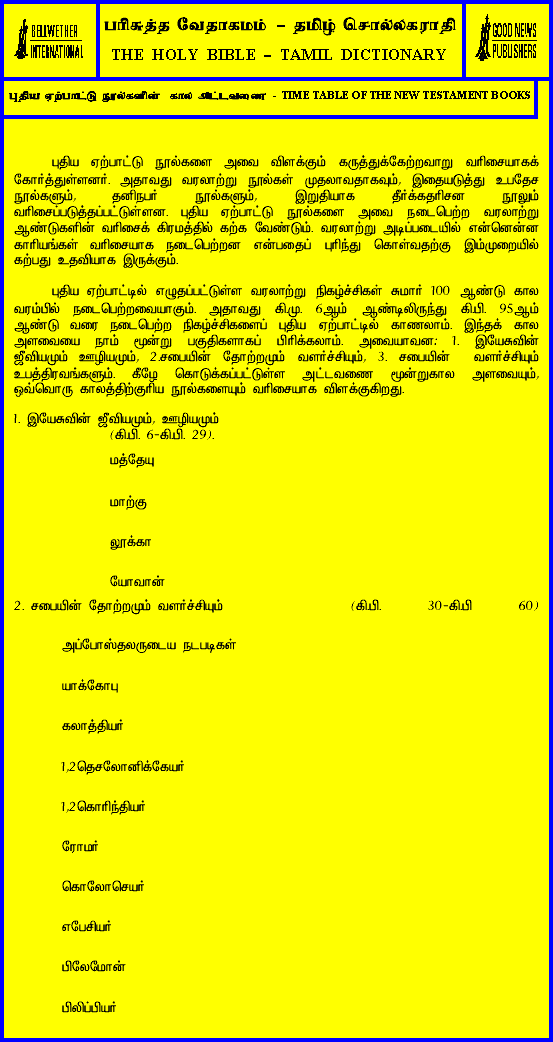 BELLWETHER
INTERNATIONAL
பரிசுத்த வேதாகமம் – தமிழ் சொல்லகராதி
THE HOLY BIBLE – TAMIL DICTIONARY
GOOD NEWS
PUBLISHERS
புதிய ஏற்பாட்டு நூல்களின் கால அட்டவணை - TIME TABLE OF THE NEW TESTAMENT BOOKS
புதிய ஏற்பாட்டு நூல்களை அவை விளக்கும் கருத்துக்கேற்றவாறு வரிசையாகக்
கோர்த்துள்ளனர். அதாவது வரலாற்று நூல்கள் முதலாவதாகவும், இதையடுத்து உபதேச
நூல்களும், தனிநபர் நூல்களும், இறுதியாக தீர்க்கதரிசன நூலும்
வரிசைப்படுத்தப்பட்டுள்ளன. புதிய ஏற்பாட்டு நூல்களை அவை நடைபெற்ற வரலாற்று
ஆண்டுகளின் வரிசைக் கிரமத்தில் கற்க வேண்டும். வரலாற்று அடிப்படையில் என்னென்ன
காரியங்கள் வரிசையாக நடைபெற்றன என்பதைப் புரிந்து கொள்வதற்கு இம்முறையில்
கற்பது உதவியாக இருக்கும்.
புதிய ஏற்பாட்டில் எழுதப்பட்டுள்ள வரலாற்று நிகழ்ச்சிகள் சுமார் 100 ஆண்டு கால
வரம்பில் நடைபெற்றவையாகும். அதாவது கி.மு. 6ஆம் ஆண்டிலிருந்து கி.பி. 95ஆம்
ஆண்டு வரை நடைபெற்ற நிகழ்ச்சிகளைப் புதிய ஏற்பாட்டில் காணலாம். இந்தக் கால
அளவையை நாம் மூன்று பகுதிகளாகப் பிரிக்கலாம். அவையாவன: 1. இயேசுவின்
ஜீவியமும் ஊழியமும், 2.சபையின் தோற்றமும் வளர்ச்சியும், 3. சபையின் வளர்ச்சியும்
உபத்திரவங்களும். கீழே கொடுக்கப்பட்டுள்ள அட்டவணை மூன்றுகால அளவையும்,
ஒவ்வொரு காலத்திற்குரிய நூல்களையும் வரிசையாக விளக்குகிறது.
1. இயேசுவின் ஜீவியமும், ஊழியமும்
(கி.பி. 6-கி.பி. 29).
மத்தேயு
மாற்கு
லூக்கா
யோவான்
2. சபையின் தோற்றமும் வளர்ச்சியும் (கி.பி. 30-கி.பி 60)
அப்போஸ்தலருடைய நடபடிகள்
யாக்கோபு
கலாத்தியர்
1,2தெசலோனிக்கேயர்
1,2கொரிந்தியர்
ரோமர்
கொலோசெயர்
எபேசியர்
பிலேமோன்
பிலிப்பியர்